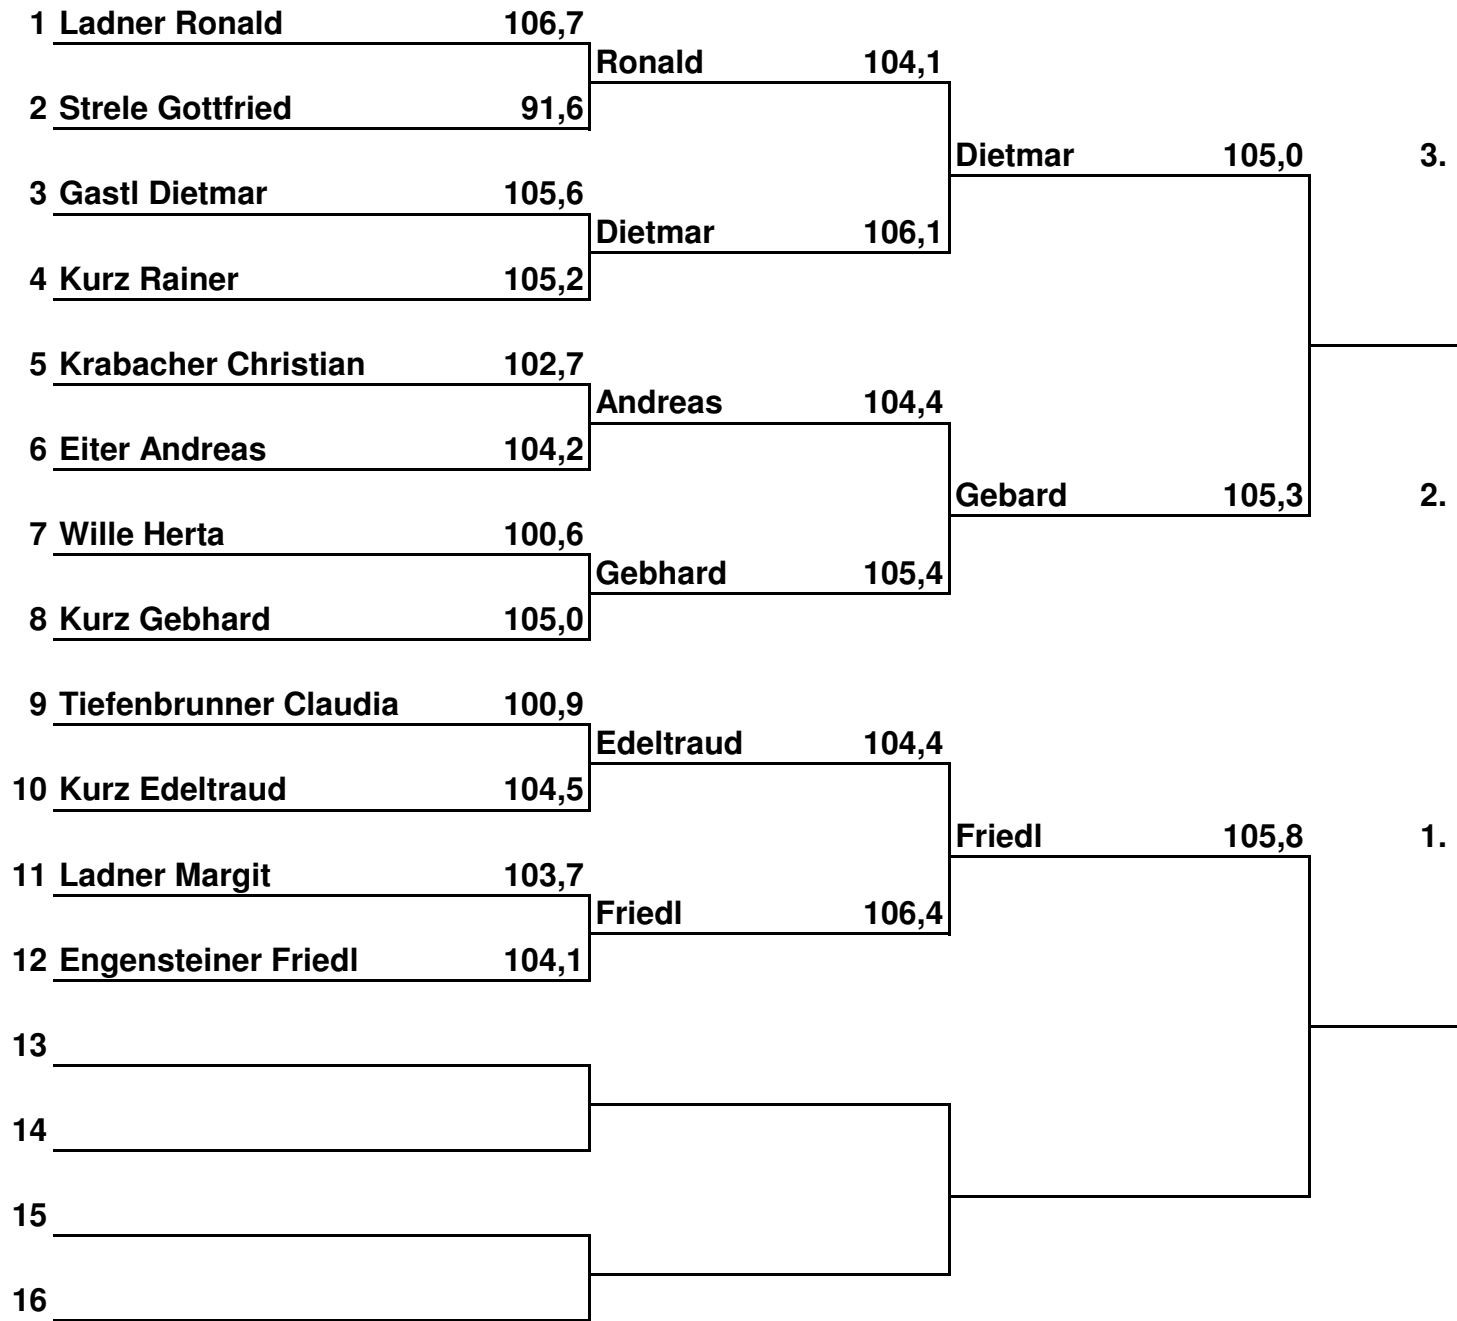 1 Ladner Ronald 106,7
Ronald 104,1
2 Strele Gottfried 91,6
Dietmar 105,0 3.
3 Gastl Dietmar 105,6
Dietmar 106,1
4 Kurz Rainer 105,2
5 Krabacher Christian 102,7
Andreas 104,4
6 Eiter Andreas 104,2
Gebard 105,3 2.
7 Wille Herta 100,6
Gebhard 105,4
8 Kurz Gebhard 105,0
9 Tiefenbrunner Claudia 100,9
Edeltraud 104,4
10 Kurz Edeltraud 104,5
Friedl 105,8 1.
11 Ladner Margit 103,7
Friedl 106,4
12 Engensteiner Friedl 104,1
13
14
15
16